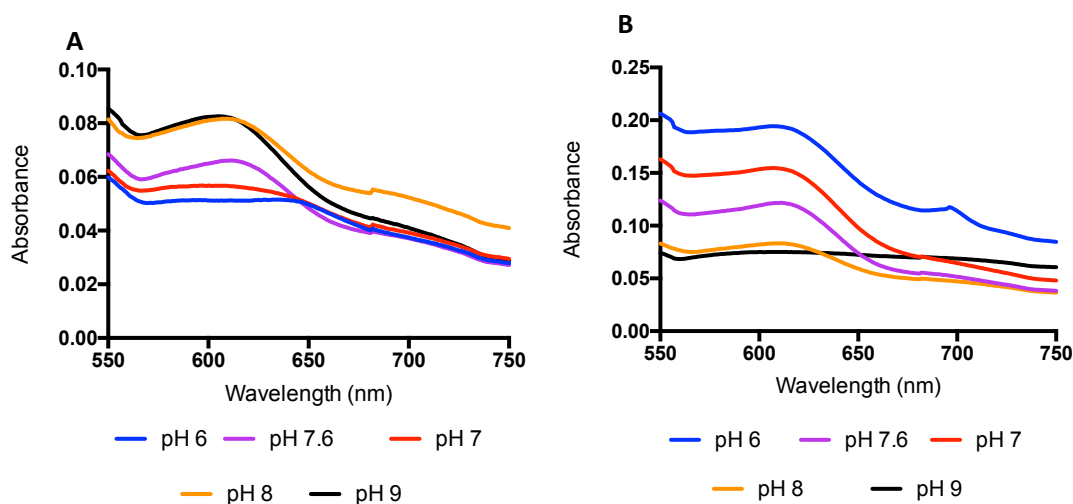 A
0.10
0.08
0.06
0.04
0.02
0.00
Absorbance
550 600 650 700 750
Wavelength (nm)
pH 6 pH 7.6 pH 7
pH 8 pH 9
B
0.25
0.20
0.15
0.10
0.05
0.00
Absorbance
550 600 650 700 750
Wavelength (nm)
pH 6 pH 7.6 pH 7
pH 8 pH 9